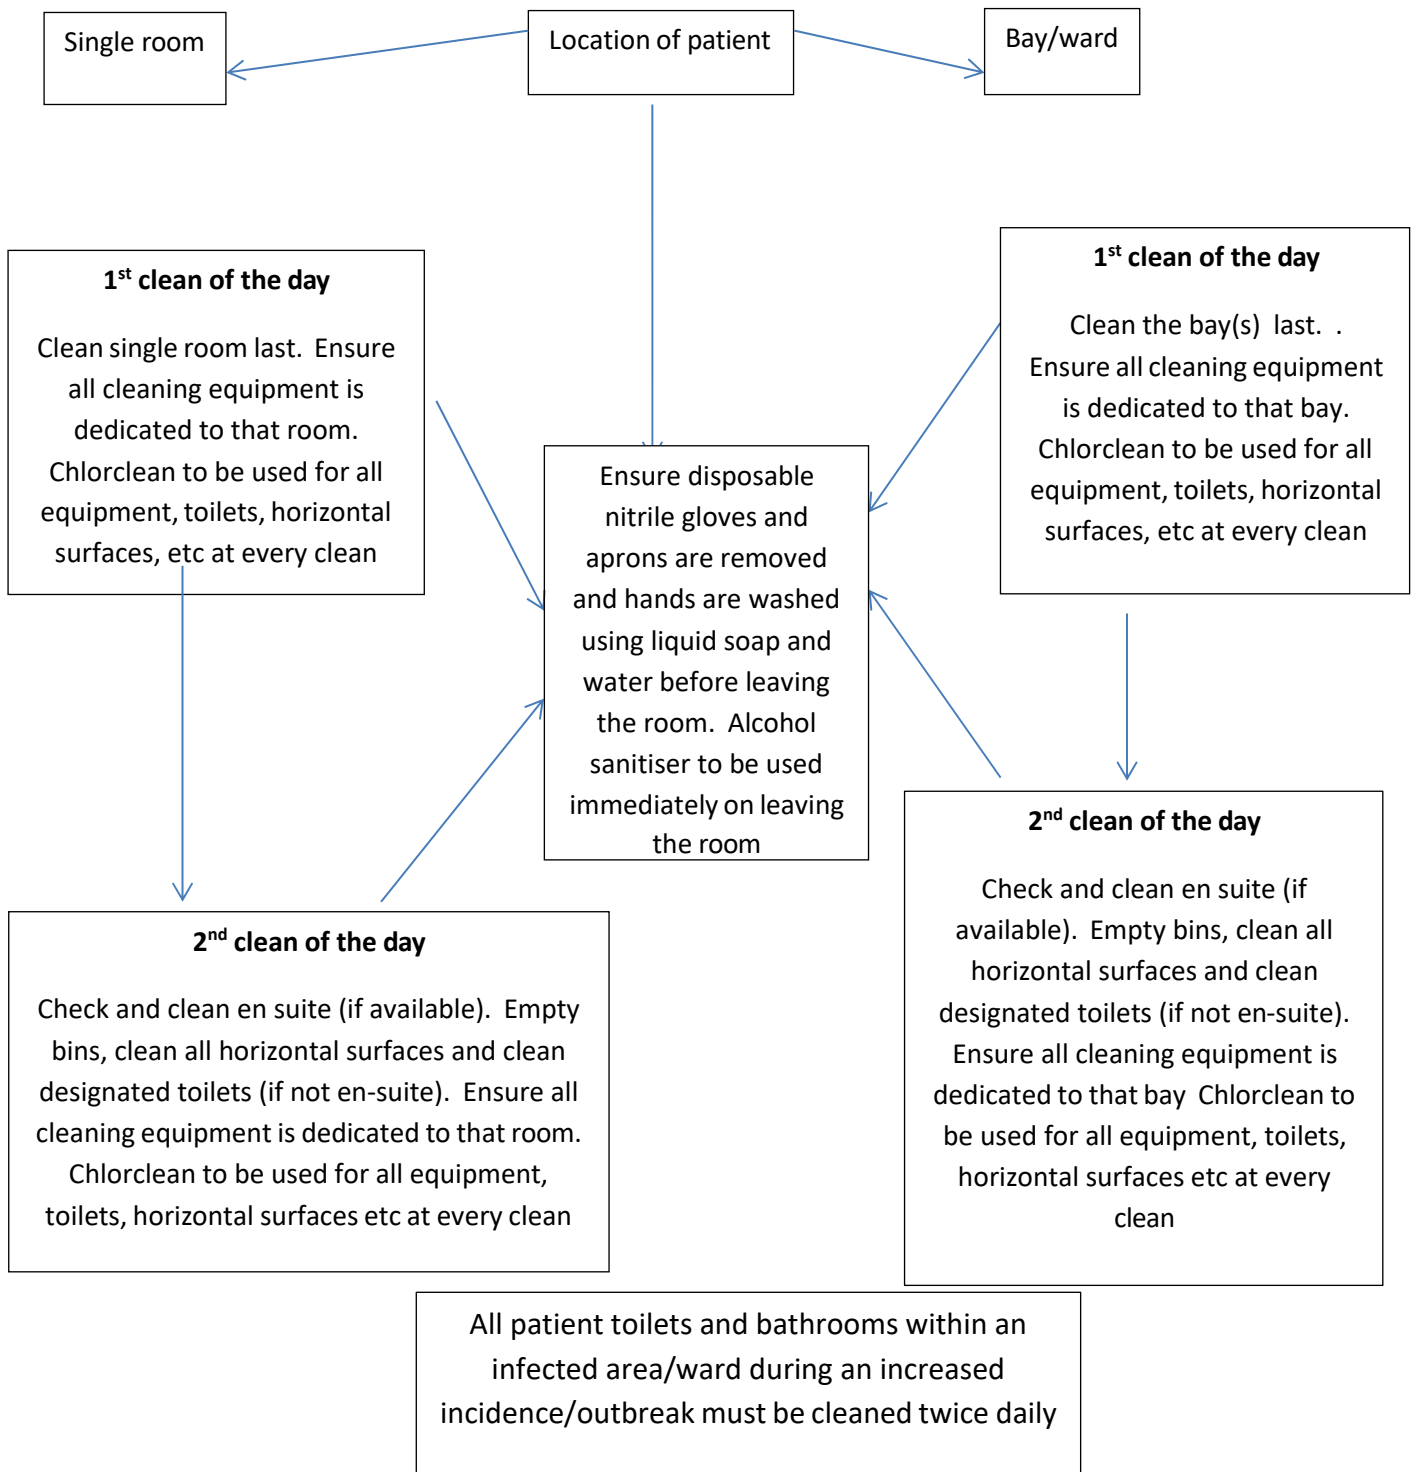 Single room
Location of patient
Bay/ward
1st clean of the day
Clean single room last.  Ensure
all cleaning equipment is
dedicated to that room.
Chlorclean to be used for all
equipment, toilets, horizontal
surfaces, etc at every clean
1st clean of the day
Clean the bay(s)  last. .
Ensure all cleaning equipment
is dedicated to that bay.
Chlorclean to be used for all
equipment, toilets, horizontal
surfaces, etc at every clean
Ensure disposable
nitrile gloves and
aprons are removed
and hands are washed
using liquid soap and
water before leaving
the room.  Alcohol
sanitiser to be used
immediately on leaving
the room
2nd clean of the day
Check and clean en suite (if available).  Empty
bins, clean all horizontal surfaces and clean
designated toilets (if not en-suite).  Ensure all
cleaning equipment is dedicated to that room.
Chlorclean to be used for all equipment,
toilets, horizontal surfaces etc at every clean
2nd clean of the day
Check and clean en suite (if
available).  Empty bins, clean all
horizontal surfaces and clean
designated toilets (if not en-suite).
Ensure all cleaning equipment is
dedicated to that bay  Chlorclean to
be used for all equipment, toilets,
horizontal surfaces etc at every
clean
All patient toilets and bathrooms within an
infected area/ward during an increased
incidence/outbreak must be cleaned twice daily